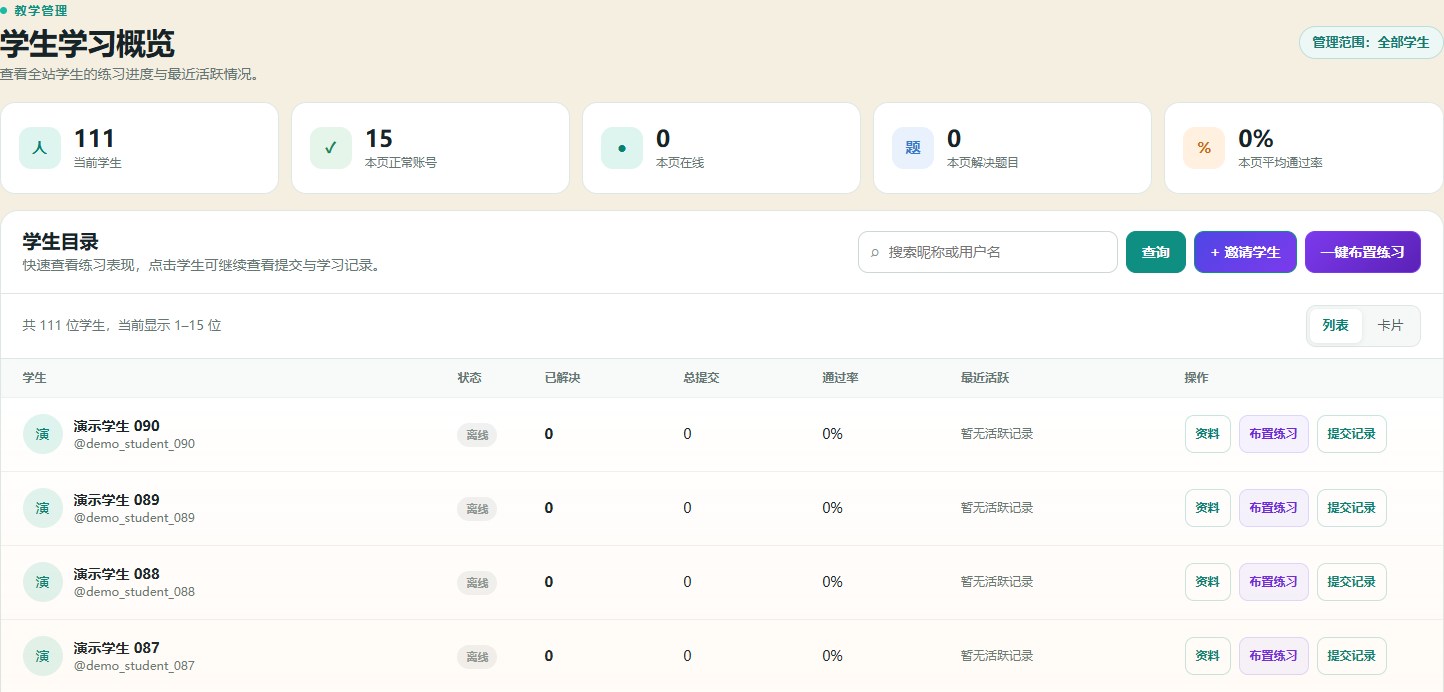 教学管理
学生学习概览
管理范围：全部学生
查看全站学生的练习进度与最近活跃情况。
人
111
当前学生
✓
15
本页正常账号
0
本页在线
题
0
本页解决题目
%
0%
本页平均通过率
学生目录
快速查看练习表现，点击学生可继续查看提交与学习记录。
搜索昵称或用户名
查询
+ 邀请学生
一键布置练习
共 111 位学生，当前显示 1–15 位
列表 卡片
学生 状态 已解决 总提交 通过率 最近活跃 操作
演 演示学生 090 离线 0 0 0% 暂无活跃记录 资料 布置练习 提交记录
@demo_student_090
演 演示学生 089 离线 0 0 0% 暂无活跃记录 资料 布置练习 提交记录
@demo_student_089
演 演示学生 088 离线 0 0 0% 暂无活跃记录 资料 布置练习 提交记录
@demo_student_088
演 演示学生 087 离线 0 0 0% 暂无活跃记录 资料 布置练习 提交记录
@demo_student_087